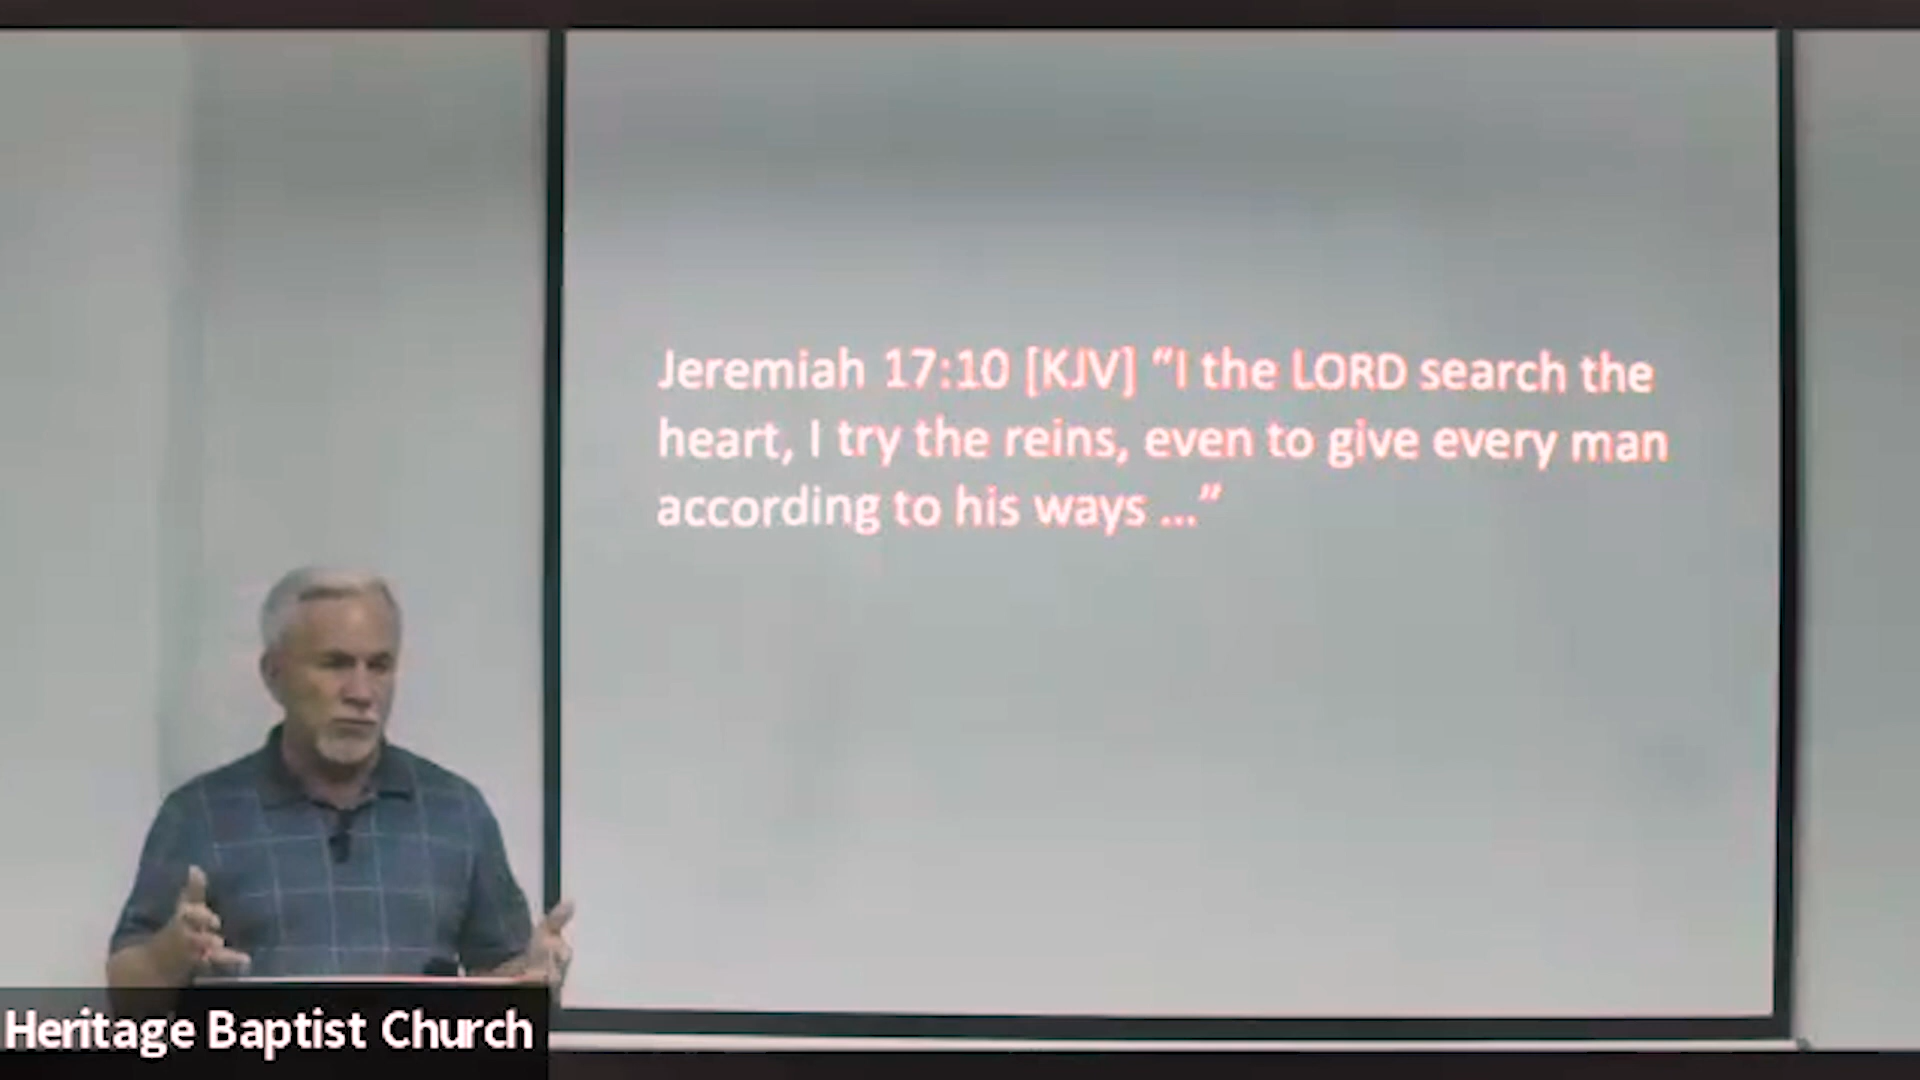 Jeremiah 17:10 [KJV] “I the LORD search the
heart, I try the reins, even to give every man
according to his ways ...”
Heritage Baptist Church